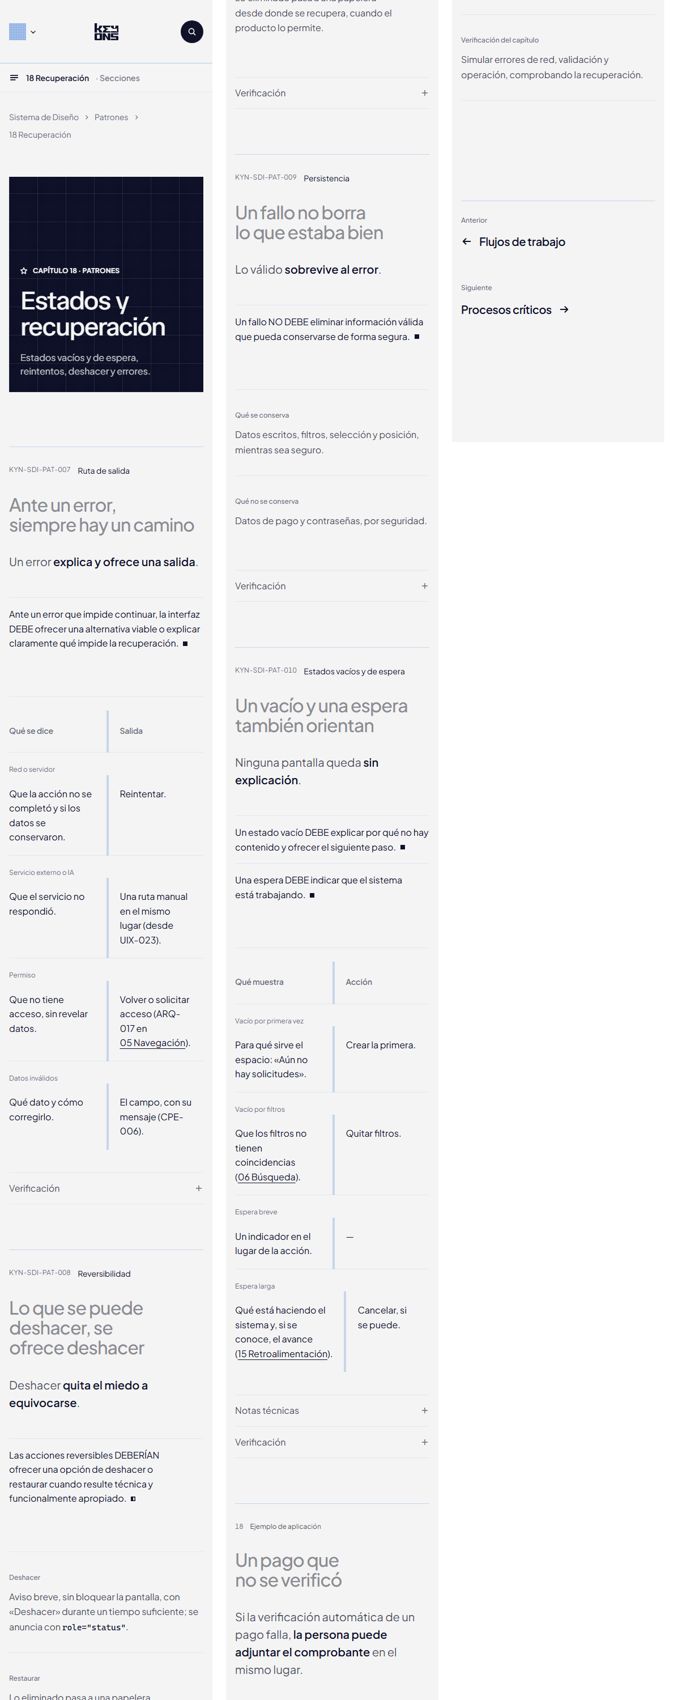 KEY
ONS
18 Recuperación · Secciones
Sistema de Diseño > Patrones >
18 Recuperación
CAPÍTULO 18 · PATRONES
Estados y
recuperación
Estados vacíos y de espera,
reintentos, deshacer y errores.
KYN-SDI-PAT-007 Ruta de salida
Ante un error,
siempre hay un camino
Un error explica y ofrece una salida.
Ante un error que impide continuar, la interfaz
DEBE ofrecer una alternativa viable o explicar
claramente qué impide la recuperación.
Qué se dice
Salida
Red o servidor
Que la acción no se
completó y si los
datos se
conservaron.
Reintentar.
Servicio externo o IA
Que el servicio no
respondió.
Una ruta manual
en el mismo
lugar (desde
UIX-023).
Permiso
Que no tiene
acceso, sin revelar
datos.
Volver o solicitar
acceso (ARQ-
017 en
05 Navegación).
Datos inválidos
Qué dato y cómo
corregirlo.
El campo, con su
mensaje (CPE-
006).
Verificación +
KYN-SDI-PAT-008 Reversibilidad
Lo que se puede
deshacer, se
ofrece deshacer
Deshacer quita el miedo a
equivocarse.
Las acciones reversibles DEBERÍAN
ofrecer una opción de deshacer o
restaurar cuando resulte técnica y
funcionalmente apropiado.
Deshacer
Aviso breve, sin bloquear la pantalla, con
«Deshacer» durante un tiempo suficiente; se
anuncia con role="status".
Restaurar
Lo eliminado pasa a una papelera
desde donde se recupera, cuando el
producto lo permite.
Verificación +
KYN-SDI-PAT-009 Persistencia
Un fallo no borra
lo que estaba bien
Lo válido sobrevive al error.
Un fallo NO DEBE eliminar información válida
que pueda conservarse de forma segura.
Qué se conserva
Datos escritos, filtros, selección y posición,
mientras sea seguro.
Qué no se conserva
Datos de pago y contraseñas, por seguridad.
Verificación +
KYN-SDI-PAT-010 Estados vacíos y de espera
Un vacío y una espera
también orientan
Ninguna pantalla queda sin
explicación.
Un estado vacío DEBE explicar por qué no hay
contenido y ofrecer el siguiente paso.
Una espera DEBE indicar que el sistema
está trabajando.
Qué muestra
Acción
Vacío por primera vez
Para qué sirve el
espacio: «Aún no
hay solicitudes».
Crear la primera.
Vacío por filtros
Que los filtros no
tienen
coincidencias
(06 Búsqueda).
Quitar filtros.
Espera breve
Un indicador en el
lugar de la acción.
—
Espera larga
Qué está haciendo el
sistema y, si se
conoce, el avance
(15 Retroalimentación).
Cancelar, si
se puede.
Notas técnicas +
Verificación +
18 Ejemplo de aplicación
Un pago que
no se verificó
Si la verificación automática de un
pago falla, la persona puede
adjuntar el comprobante en el
mismo lugar.
Verificación del capítulo
Simular errores de red, validación y
operación, comprobando la recuperación.
Anterior
← Flujos de trabajo
Siguiente
Procesos críticos →